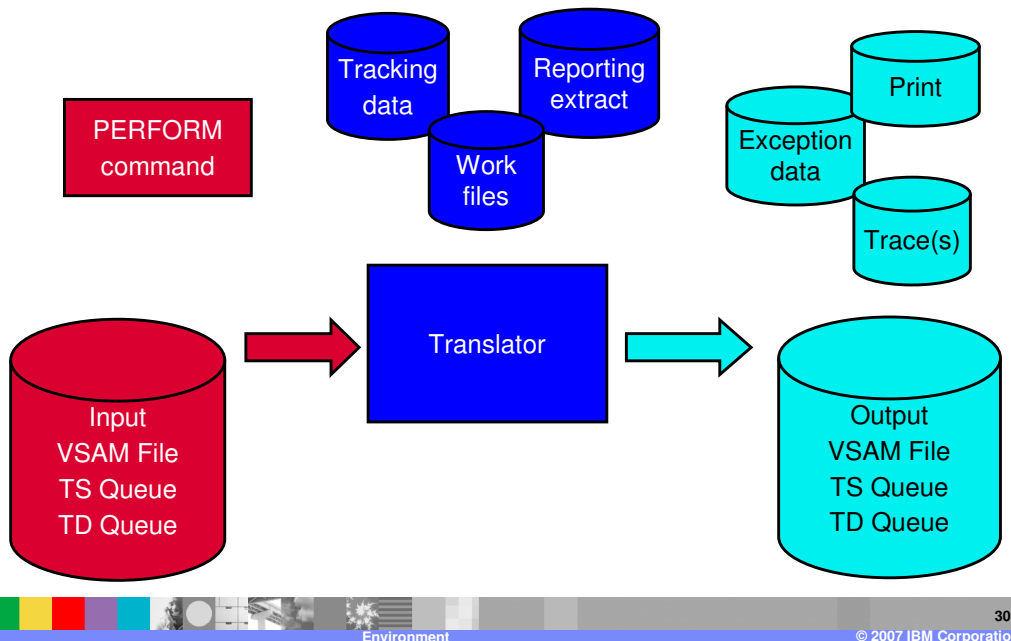 PERFORM
command
Tracking
data
Reporting
extract
Work
files
Print
Exception
data
Trace(s)
Input
VSAM File
TS Queue
TD Queue
Translator
Output
VSAM File
TS Queue
TD Queue
30
Environment
© 2007 IBM Corporatio